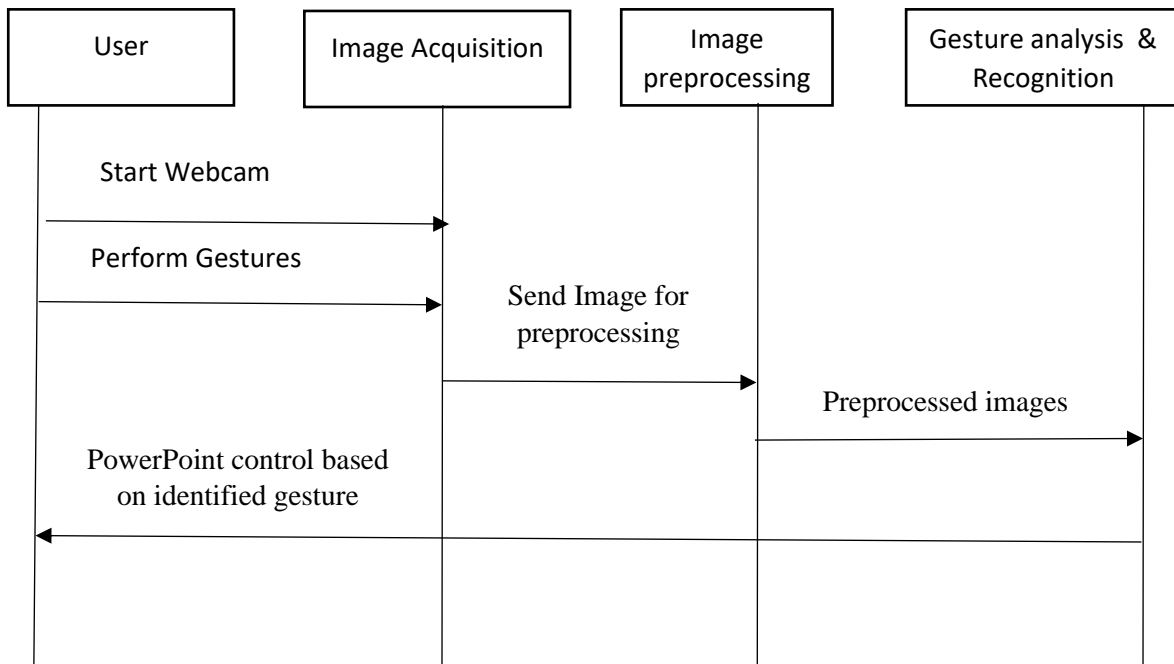 User
Image Acquisition
Image
preprocessing
Gesture analysis &
Recognition
Start Webcam
Perform Gestures
Send Image for
preprocessing
Preprocessed images
PowerPoint control based
on identified gesture